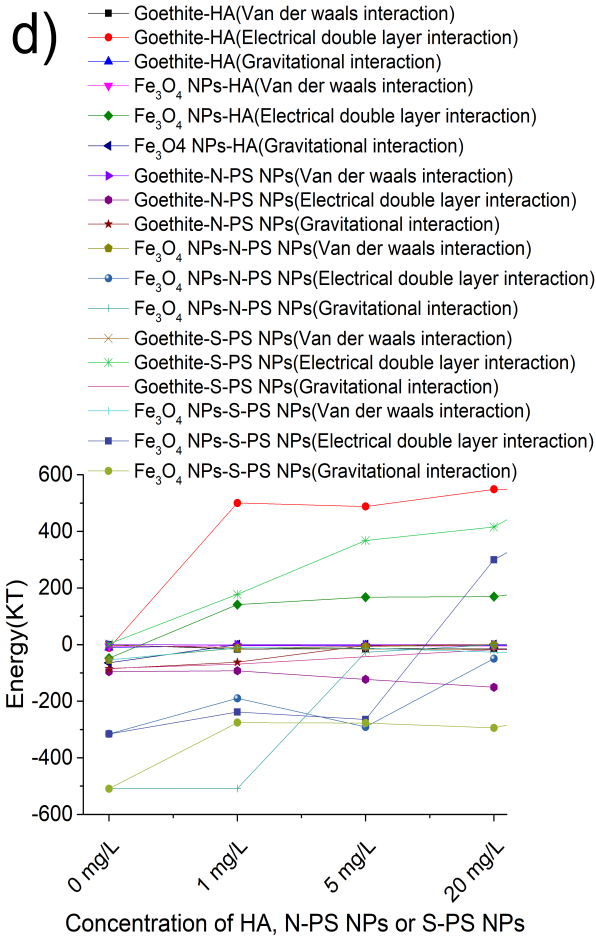 d)
Goethite-HA(Van der waals interaction)
Goethite-HA(Electrical double layer interaction)
Goethite-HA(Gravitational interaction)
Fe3O4 NPs-HA(Van der waals interaction)
Fe3O4 NPs-HA(Electrical double layer interaction)
Fe3O4 NPs-HA(Gravitational interaction)
Goethite-N-PS NPs(Van der waals interaction)
Goethite-N-PS NPs(Electrical double layer interaction)
Goethite-N-PS NPs(Gravitational interaction)
Fe3O4 NPs-N-PS NPs(Van der waals interaction)
Fe3O4 NPs-N-PS NPs(Electrical double layer interaction)
Fe3O4 NPs-N-PS NPs(Gravitational interaction)
Goethite-S-PS NPs(Van der waals interaction)
Goethite-S-PS NPs(Electrical double layer interaction)
Goethite-S-PS NPs(Gravitational interaction)
Fe3O4 NPs-S-PS NPs(Van der waals interaction)
Fe3O4 NPs-S-PS NPs(Electrical double layer interaction)
Fe3O4 NPs-S-PS NPs(Gravitational interaction)
600
400
200
0
-200
-400
-600
Energy(KT)
0 mg/L
1 mg/L
5 mg/L
20 mg/L
Concentration of HA, N-PS NPs or S-PS NPs